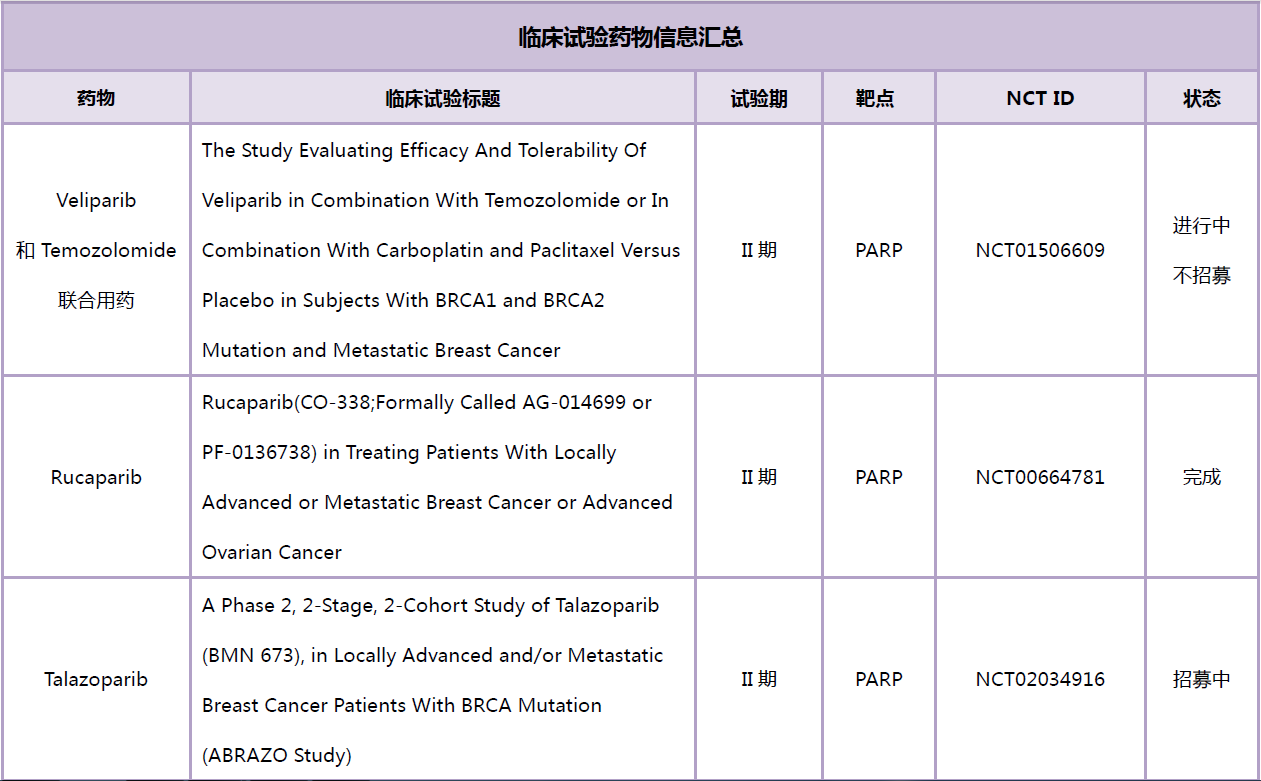 临床试验药物信息汇总
药物
临床试验标题
试验期
靶点
NCT ID
状态
Veliparib
和 Temozolomide
联合用药
The Study Evaluating Efficacy And Tolerability Of
Veliparib in Combination With Temozolomide or In
Combination With Carboplatin and Paclitaxel Versus
Placebo in Subjects With BRCA1 and BRCA2
Mutation and Metastatic Breast Cancer
II 期
PARP
NCT01506609
进行中
不招募
Rucaparib
Rucaparib(CO-338;Formally Called AG-014699 or
PF-0136738) in Treating Patients With Locally
Advanced or Metastatic Breast Cancer or Advanced
Ovarian Cancer
II 期
PARP
NCT00664781
完成
Talazoparib
A Phase 2, 2-Stage, 2-Cohort Study of Talazoparib
(BMN 673), in Locally Advanced and/or Metastatic
Breast Cancer Patients With BRCA Mutation
(ABRAZO Study)
II 期
PARP
NCT02034916
招募中